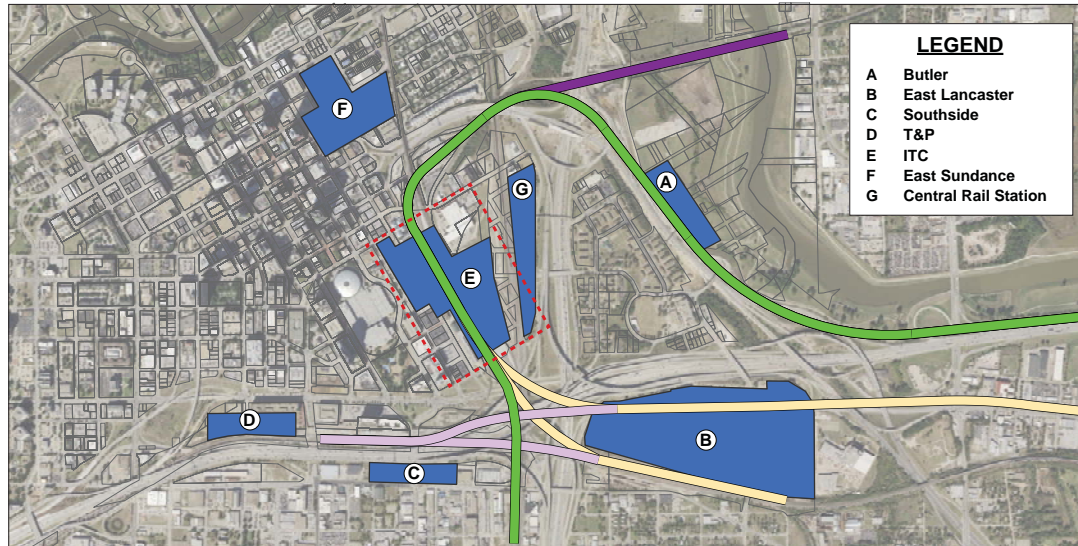 LEGEND
A Butler
B East Lancaster
C Southside
D T&P
E ITC
F East Sundance
G Central Rail Station
F
G
A
E
D
B
C